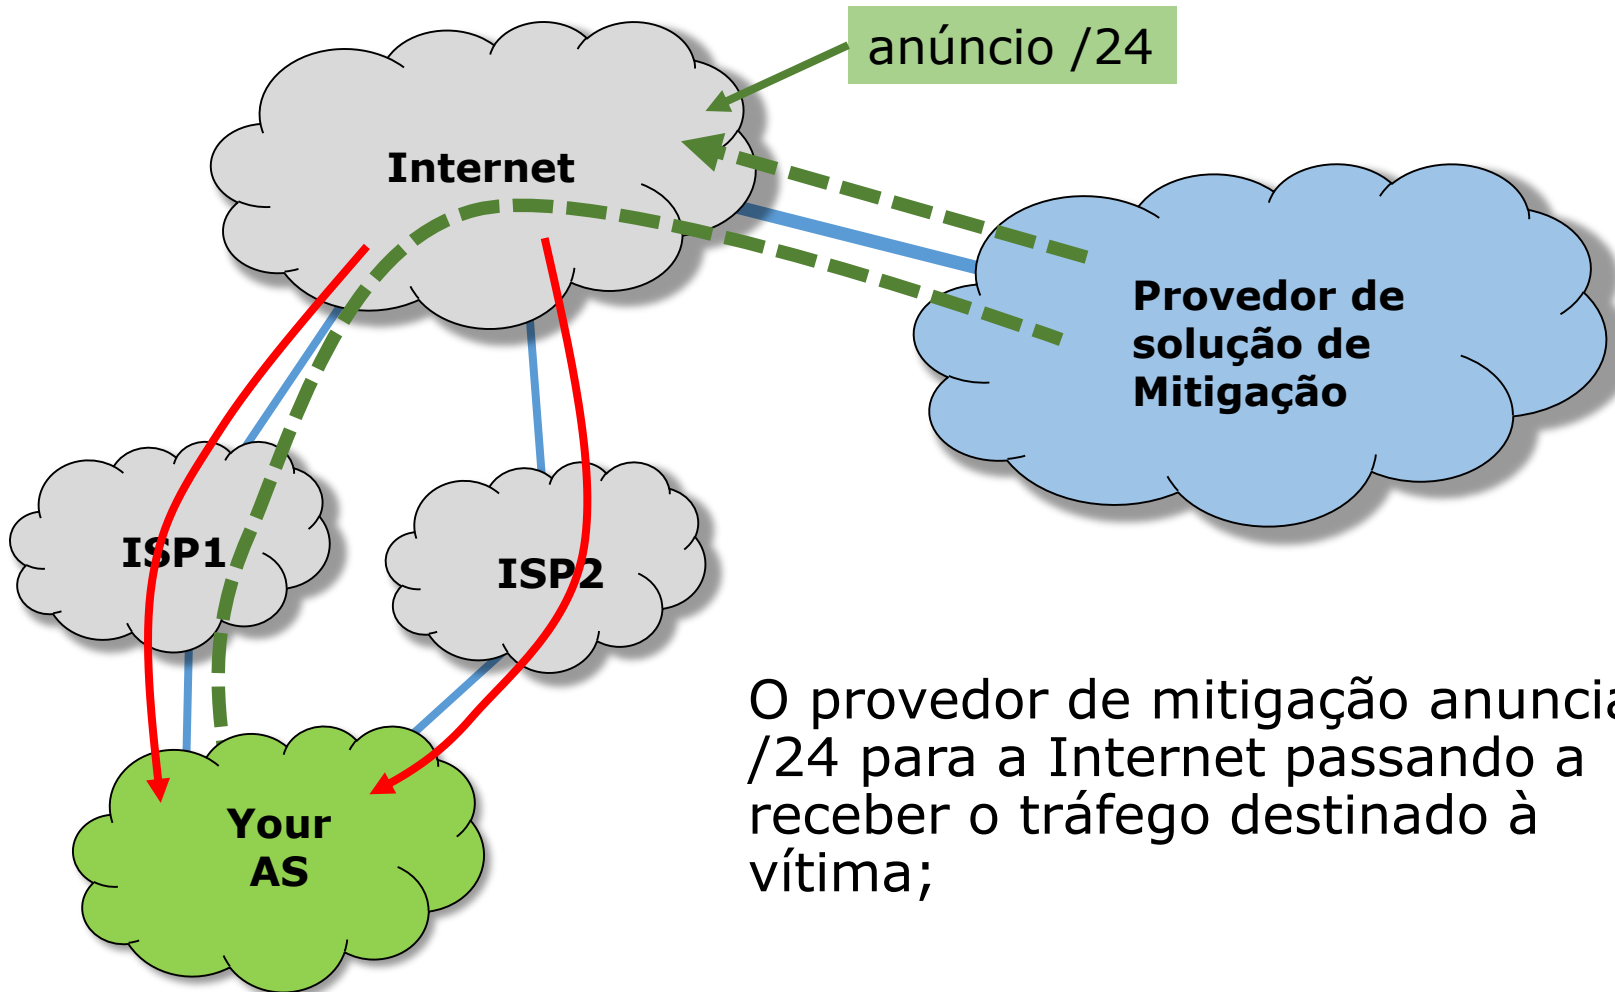 anúncio /24
Internet
Provedor de
solução de
Mitigação
ISP1
ISP2
Your
AS
O provedor de mitigação anuncia
/24 para a Internet passando a
receber o tráfego destinado à
vítima;